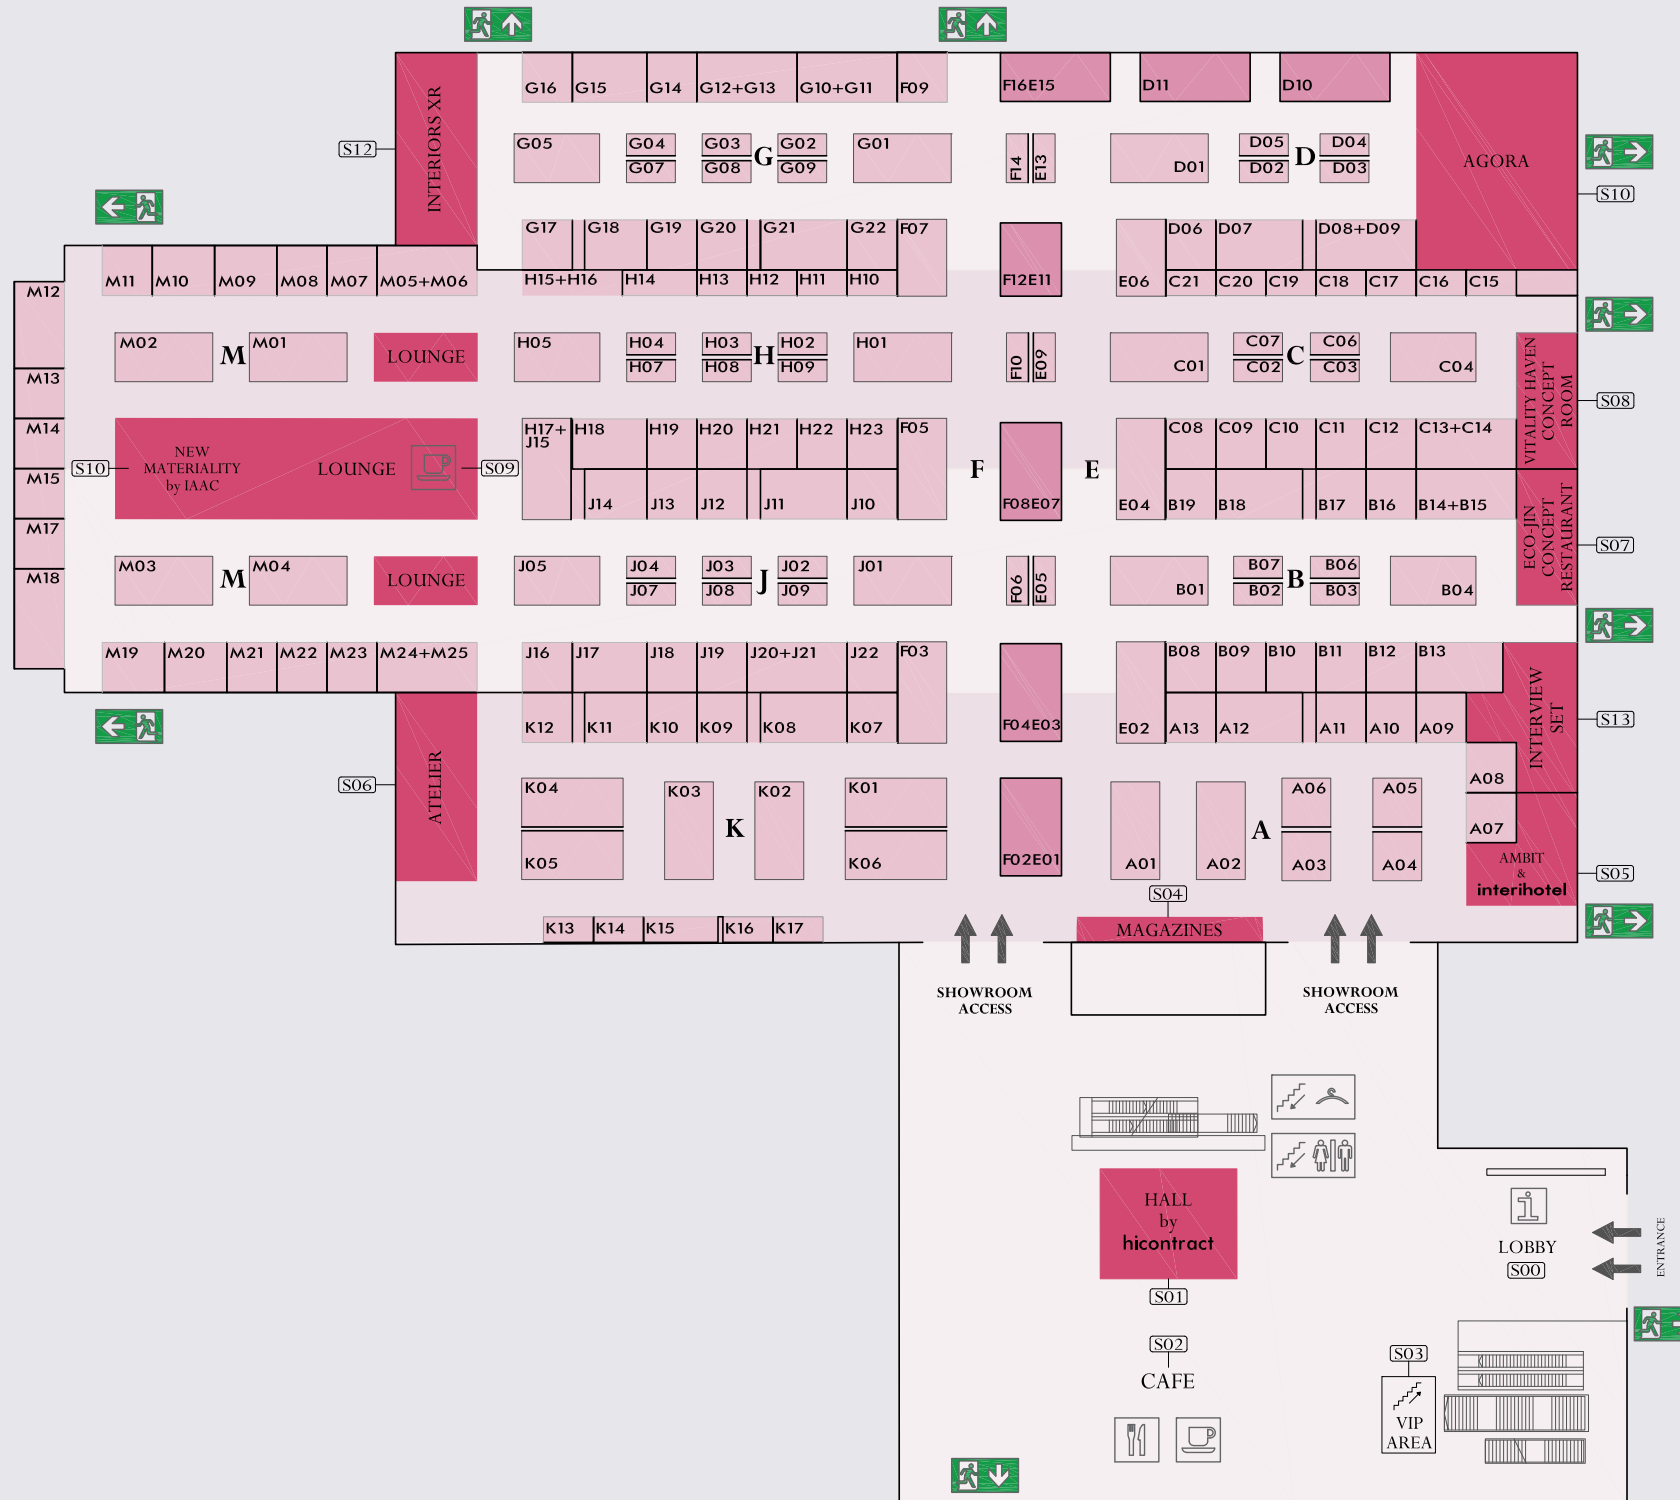 G16 G15 G14 G12+G13 G10+G11 F09 F16E15 D11 D10
INTERIORS XR
S12
G05 G04 G03 G02 G01
G
G07 G08 G09
F14 E13
D01
D05 D04
D
D02 D03
AGORA
S10
G17 G18 G19 G20 G21 G22 F07
D06 D07 D08+D09
M11 M10 M09 M08 M07 M05+M06
H15+H16 H14 H13 H12 H11 H10
F12E11
E06 C21 C20 C19 C18 C17 C16 C15
M12
M02 M M01
LOUNGE
H05 H04 H03 H02 H01
H
H07 H08 H09
F10 E09
C01
C07 C06
C
C02 C03
C04
VITALITY HAVEN
CONCEPT
ROOM
S08
M13
M14
M15
M17
M18
S10
NEW
MATERIALITY
by IAAC
LOUNGE
S09
H17+
J15
H18 H19 H20 H21 H22 H23 F05
C08 C09 C10 C11 C12 C13+C14
F
E
J14 J13 J12 J11 J10
F08E07
E04 B19 B18 B17 B16 B14+B15
ECO-JIN
CONCEPT
RESTAURANT
S07
M03 M M04
LOUNGE
J05 J04 J03 J02 J01
J
J07 J08 J09
F06 E05
B01
B07 B06
B
B02 B03
B04
M19 M20 M21 M22 M23 M24+M25
J16 J17 J18 J19 J20+J21 J22 F03
B08 B09 B10 B11 B12 B13
K12 K11 K10 K09 K08 K07
F04E03
E02 A13 A12 A11 A10 A09
INTERVIEW
SET
S13
ATELIER
S06
K04 K03 K02 K01
K
K05 K06
F02E01
A01 A02
A
A06 A05
A03 A04
A08
A07
AMBIT
&
interihotel
S05
S04
MAGAZINES
K13 K14 K15 K16 K17
SHOWROOM
ACCESS
SHOWROOM
ACCESS
HALL
by
hicontract
S01
S02
CAFE
LOBBY
S00
ENTRANCE
S03
VIP
AREA